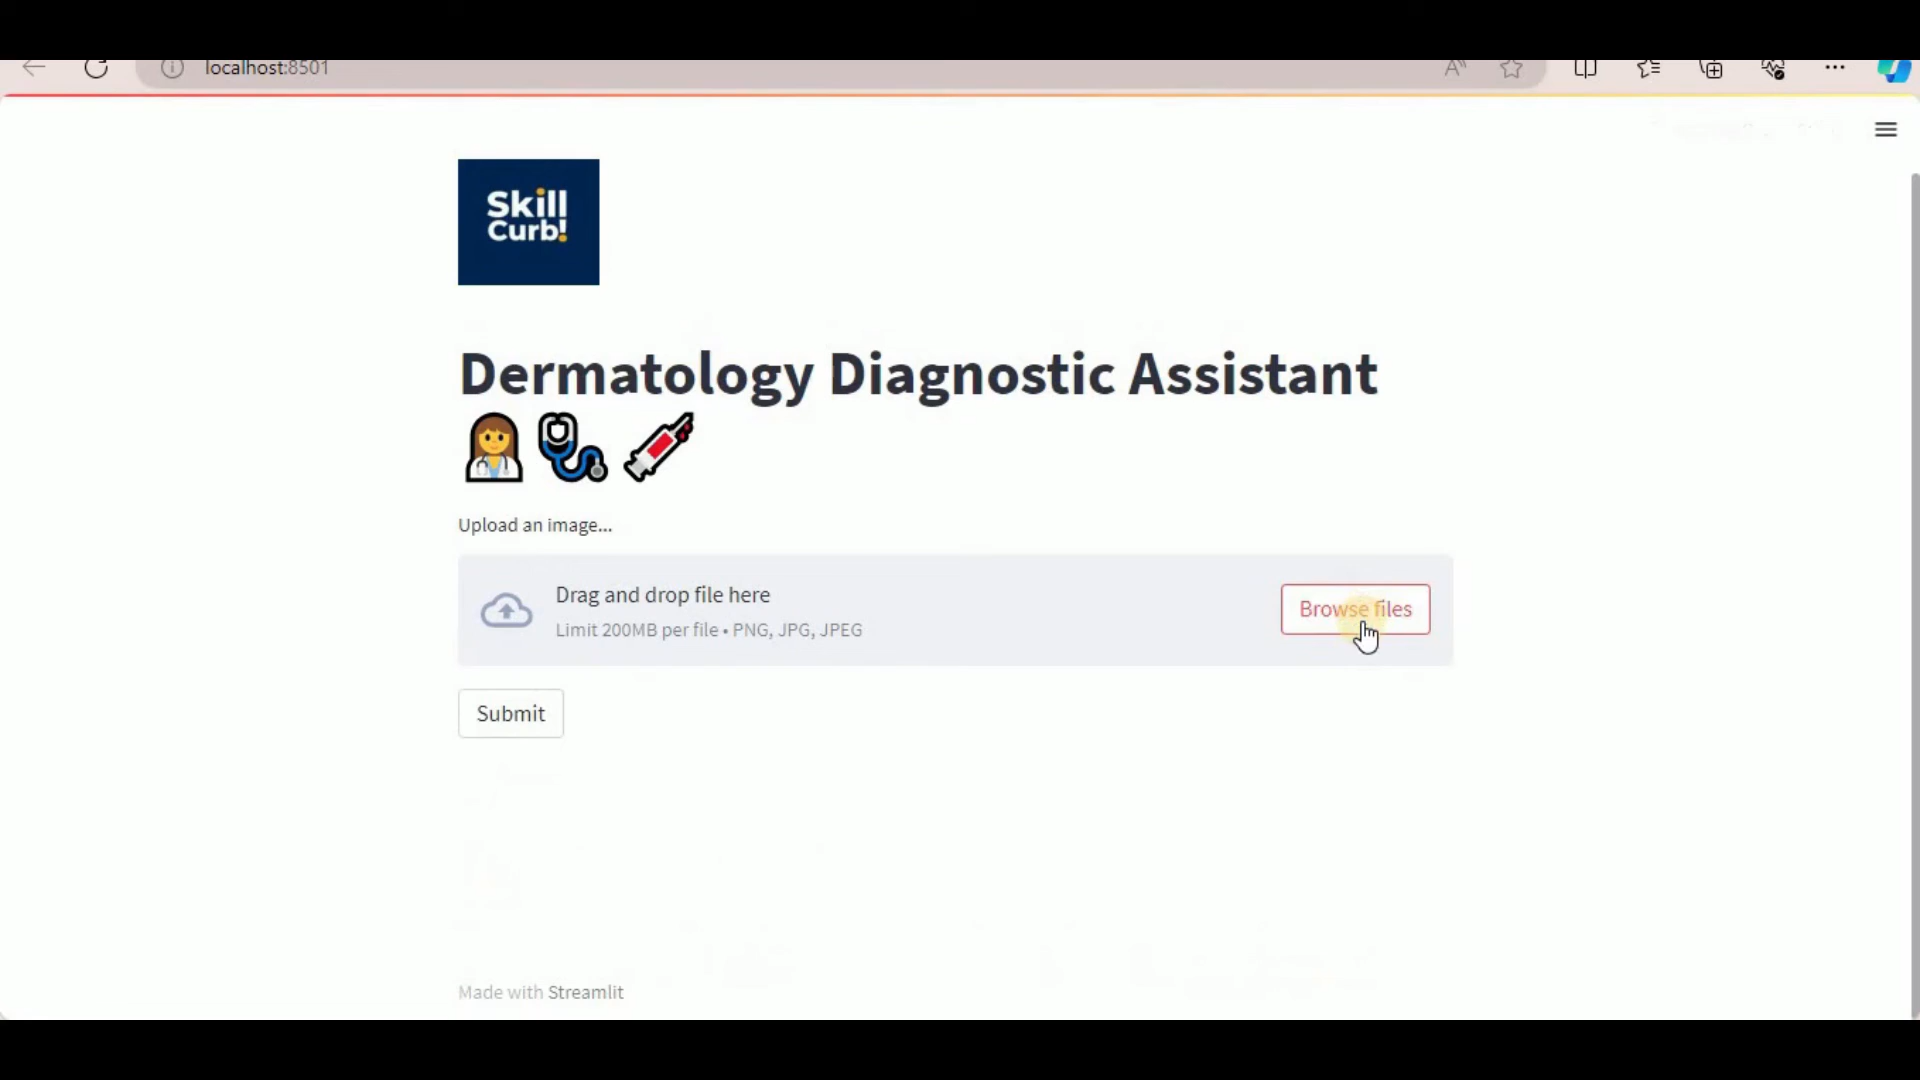 localhost:8501
Skill
Curb!
Dermatology Diagnostic Assistant
Upload an image...
Drag and drop file here
Limit 200MB per file • PNG, JPG, JPEG
Browse files
Submit
Made with Streamlit